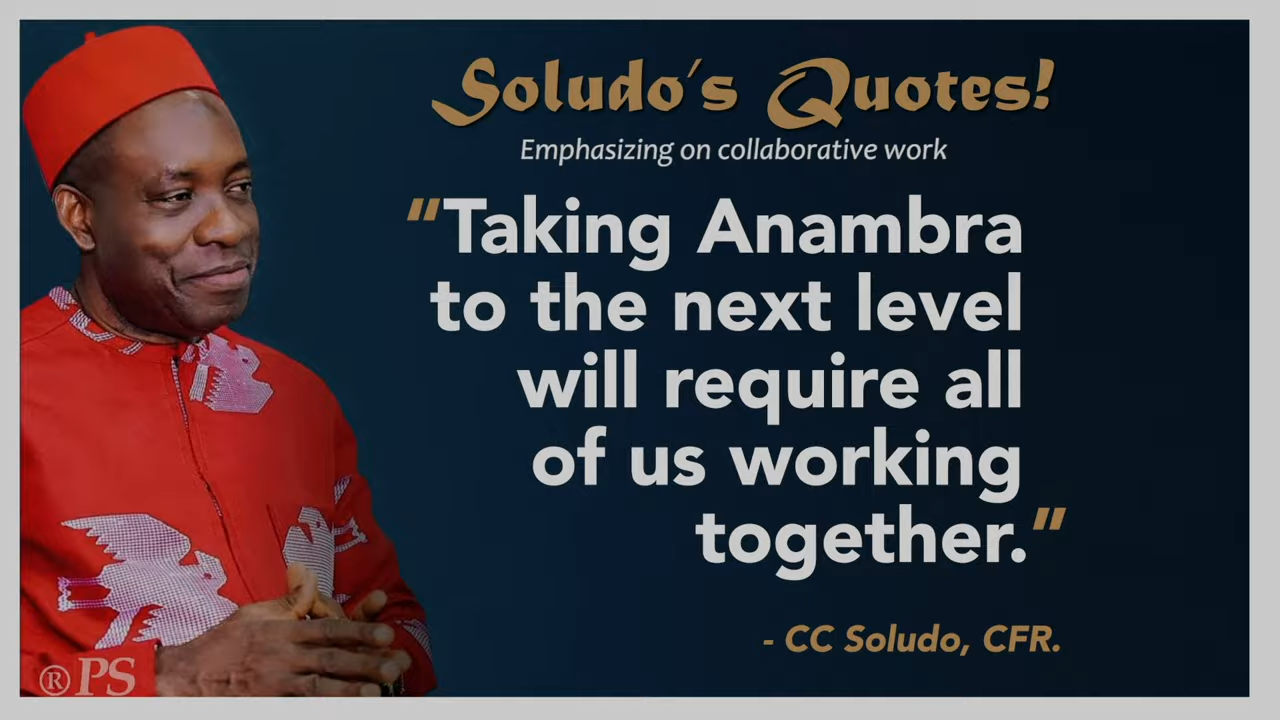 Soludo's Quotes!
Emphasizing on collaborative work
"Taking Anambra
to the next level
will require all
of us working
together."
- CC Soludo, CFR.
®PS